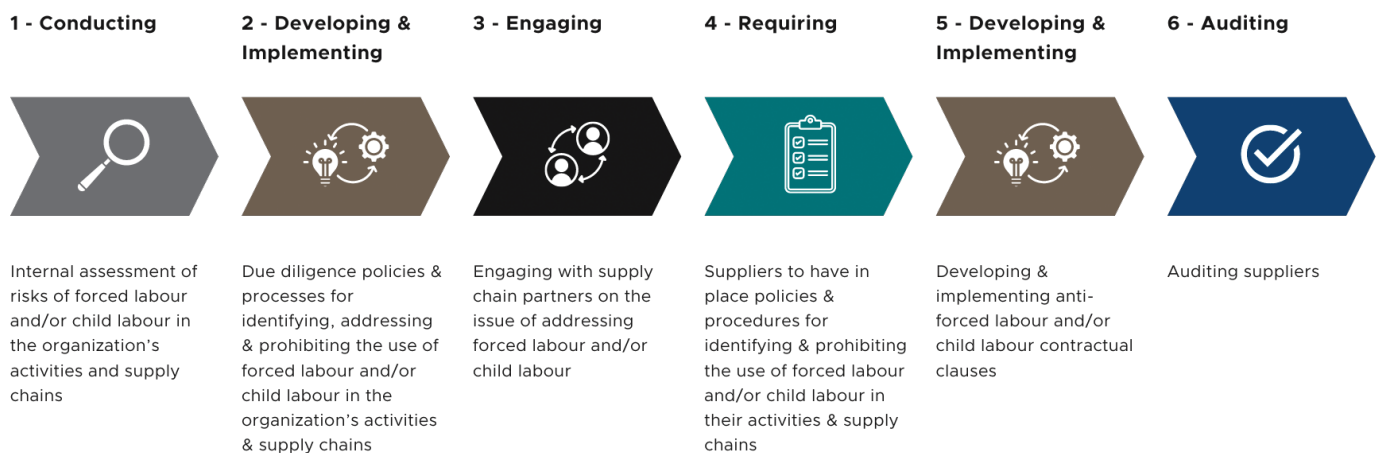 1 - Conducting
2 - Developing &
Implementing
3 - Engaging
4 - Requiring
5 - Developing &
Implementing
6 - Auditing
Internal assessment of
risks of forced labour
and/or child labour in
the organization’s
activities and supply
chains
Due diligence policies &
processes for
identifying, addressing
& prohibiting the use of
forced labour and/or
child labour in the
organization’s activities
& supply chains
Engaging with supply
chain partners on the
issue of addressing
forced labour and/or
child labour
Suppliers to have in
place policies &
procedures for
identifying & prohibiting
the use of forced labour
and/or child labour in
their activities & supply
chains
Developing &
implementing anti-
forced labour and/or
child labour contractual
clauses
Auditing suppliers